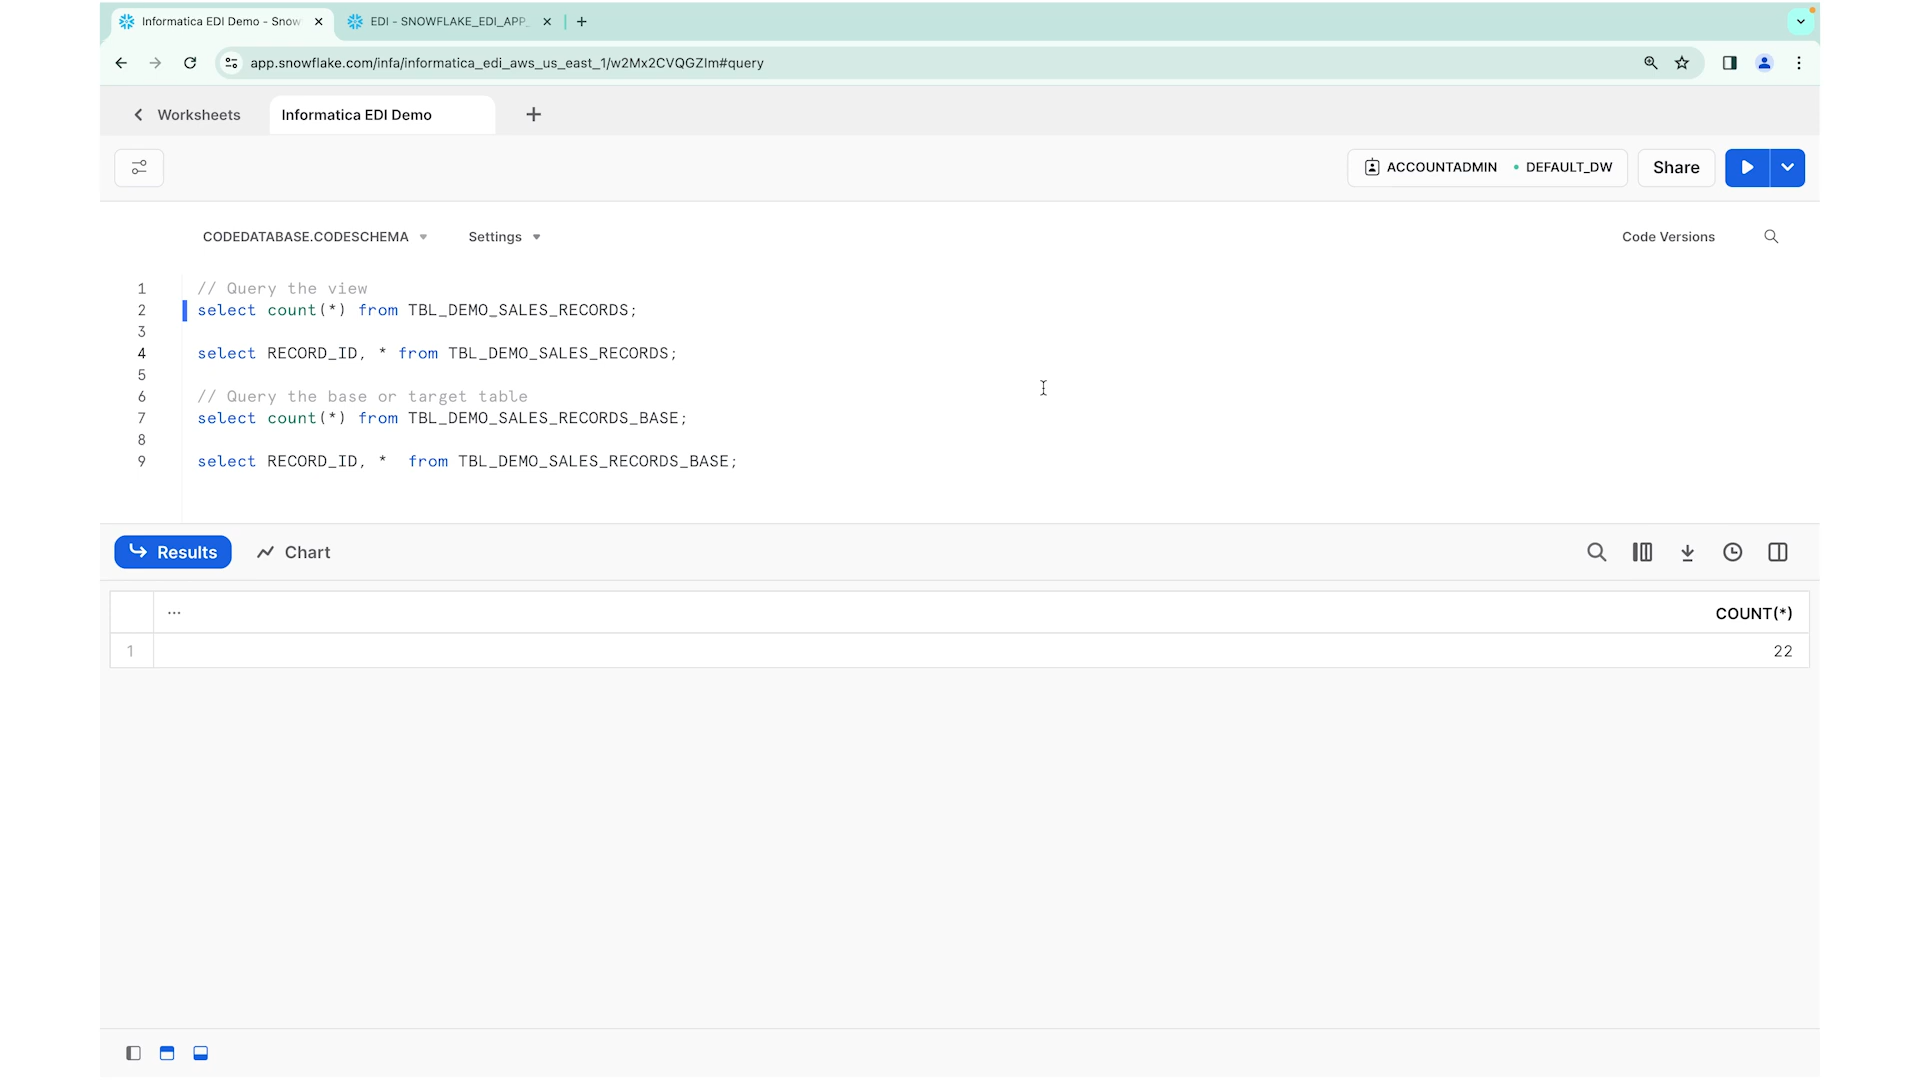 Informatica EDI Demo - Snow
EDI - SNOWFLAKE_EDI_APP_
app.snowflake.com/infa/informatica_edi_aws_us_east_1/w2Mx2CVQGZIm#query
Worksheets
Informatica EDI Demo
ACCOUNTADMIN • DEFAULT_DW
Share
CODEDATABASE.CODESCHEMA
Settings
Code Versions
1 // Query the view
2 select count(*) from TBL_DEMO_SALES_RECORDS;
3
4 select RECORD_ID, * from TBL_DEMO_SALES_RECORDS;
5
6 // Query the base or target table
7 select count(*) from TBL_DEMO_SALES_RECORDS_BASE;
8
9 select RECORD_ID, *  from TBL_DEMO_SALES_RECORDS_BASE;
Results
Chart
... COUNT(*)
1 22